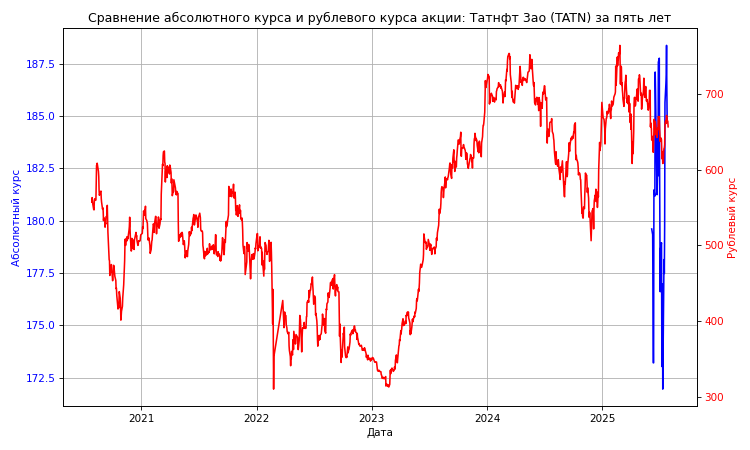 Сравнение абсолютного курса и рублевого курса акции: Татнфт 3ао (TATN) за пять лет
187.5
185.0
182.5
180.0
177.5
175.0
172.5
Абсолютный курс
700
600
500
400
300
Рублевый курс
2021 2022 2023 2024 2025
Дата